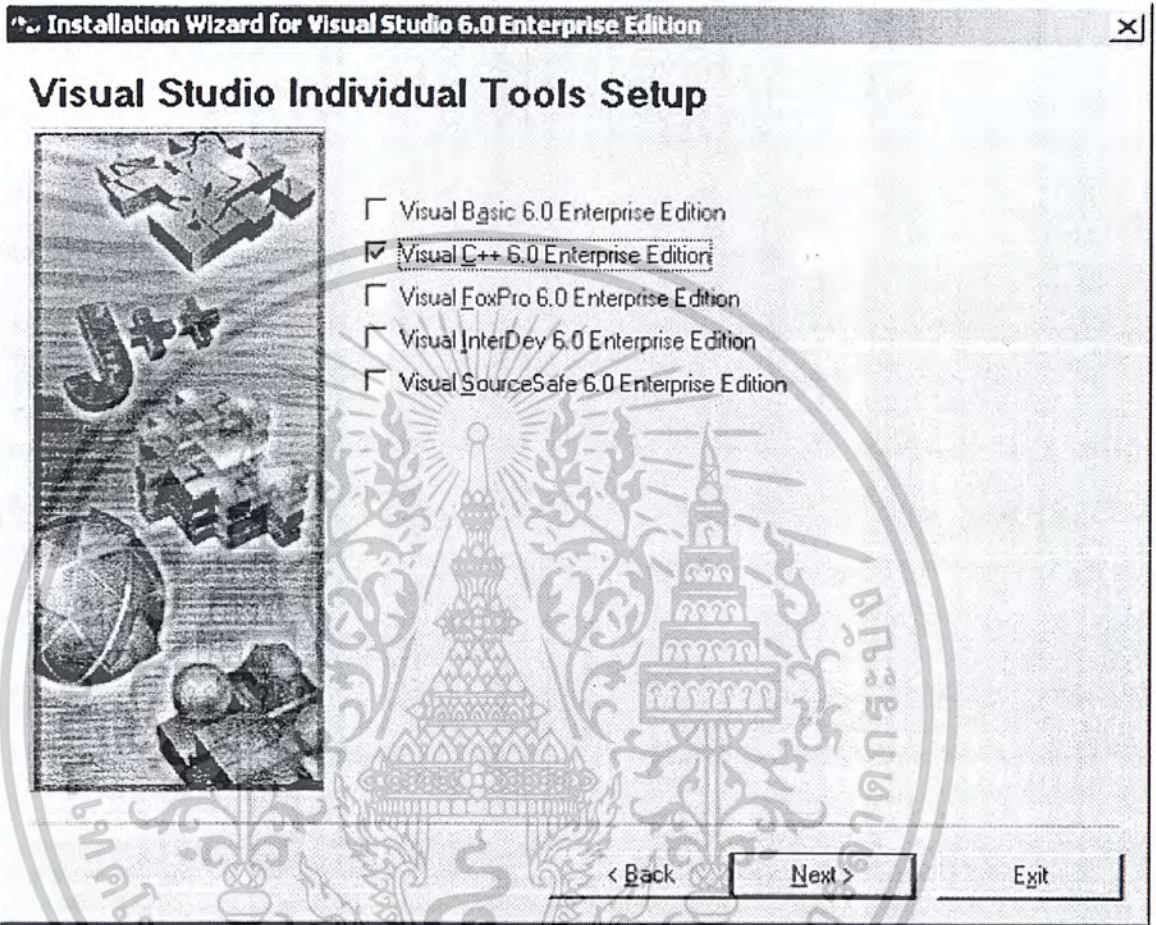 Installation Wizard for Visual Studio 6.0 Enterprise Edition
Visual Studio Individual Tools Setup
J++
Visual Basic 6.0 Enterprise Edition
Visual C++ 6.0 Enterprise Edition
Visual FoxPro 6.0 Enterprise Edition
Visual InterDev 6.0 Enterprise Edition
Visual SourceSafe 6.0 Enterprise Edition
< Back
Next >
Exit